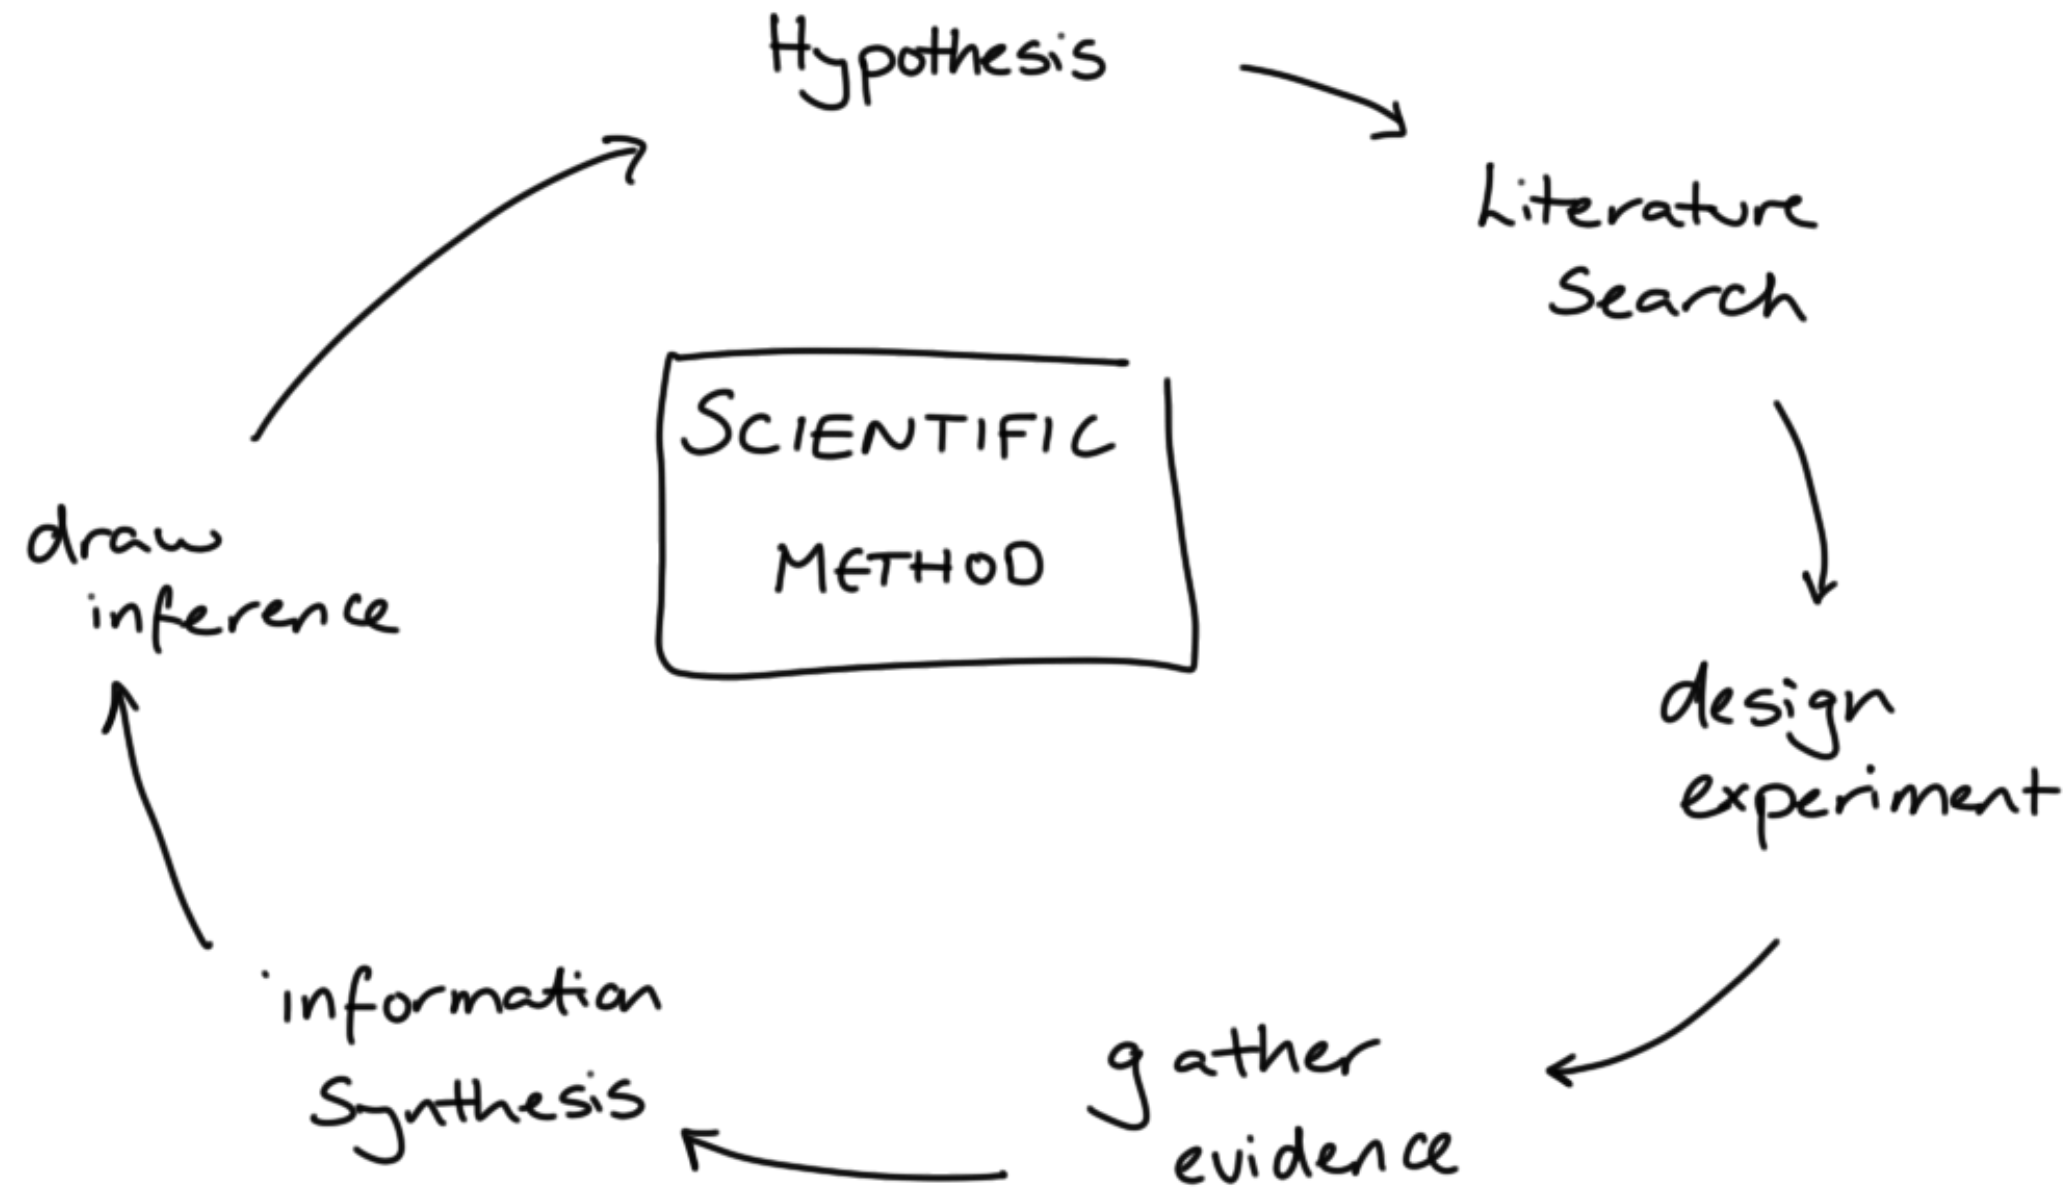 Hypothesis
Literature
Search
design
experiment
gather
evidence
information
Synthesis
draw
inference
SCIENTIFIC
METHOD